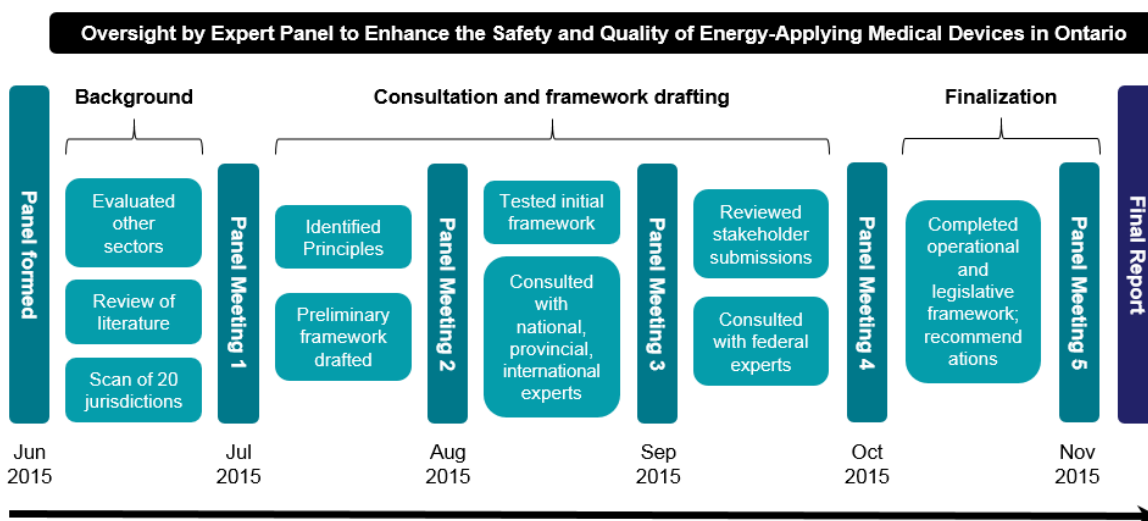 Oversight by Expert Panel to Enhance the Safety and Quality of Energy-Applying Medical Devices in Ontario
Background
Consultation and framework drafting
Finalization
Panel formed
Evaluated
other
sectors
Review of
literature
Scan of 20
jurisdictions
Panel Meeting 1
Identified
Principles
Preliminary
framework
drafted
Panel Meeting 2
Tested initial
framework
Consulted
with
national,
provincial,
international
experts
Panel Meeting 3
Reviewed
stakeholder
submissions
Consulted
with federal
experts
Panel Meeting 4
Completed
operational
and
legislative
framework;
recommend
ations
Panel Meeting 5
Final Report
Jun
2015
Jul
2015
Aug
2015
Sep
2015
Oct
2015
Nov
2015